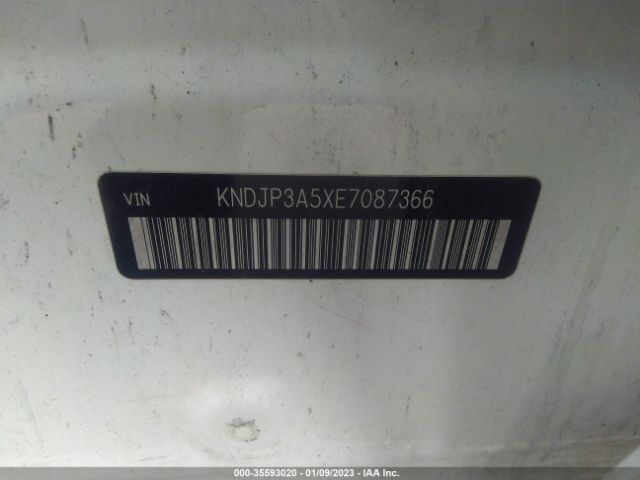 VIN KNDJP3A5XE7087366
000-35593020 - 01/09/2023 - IAA Inc.